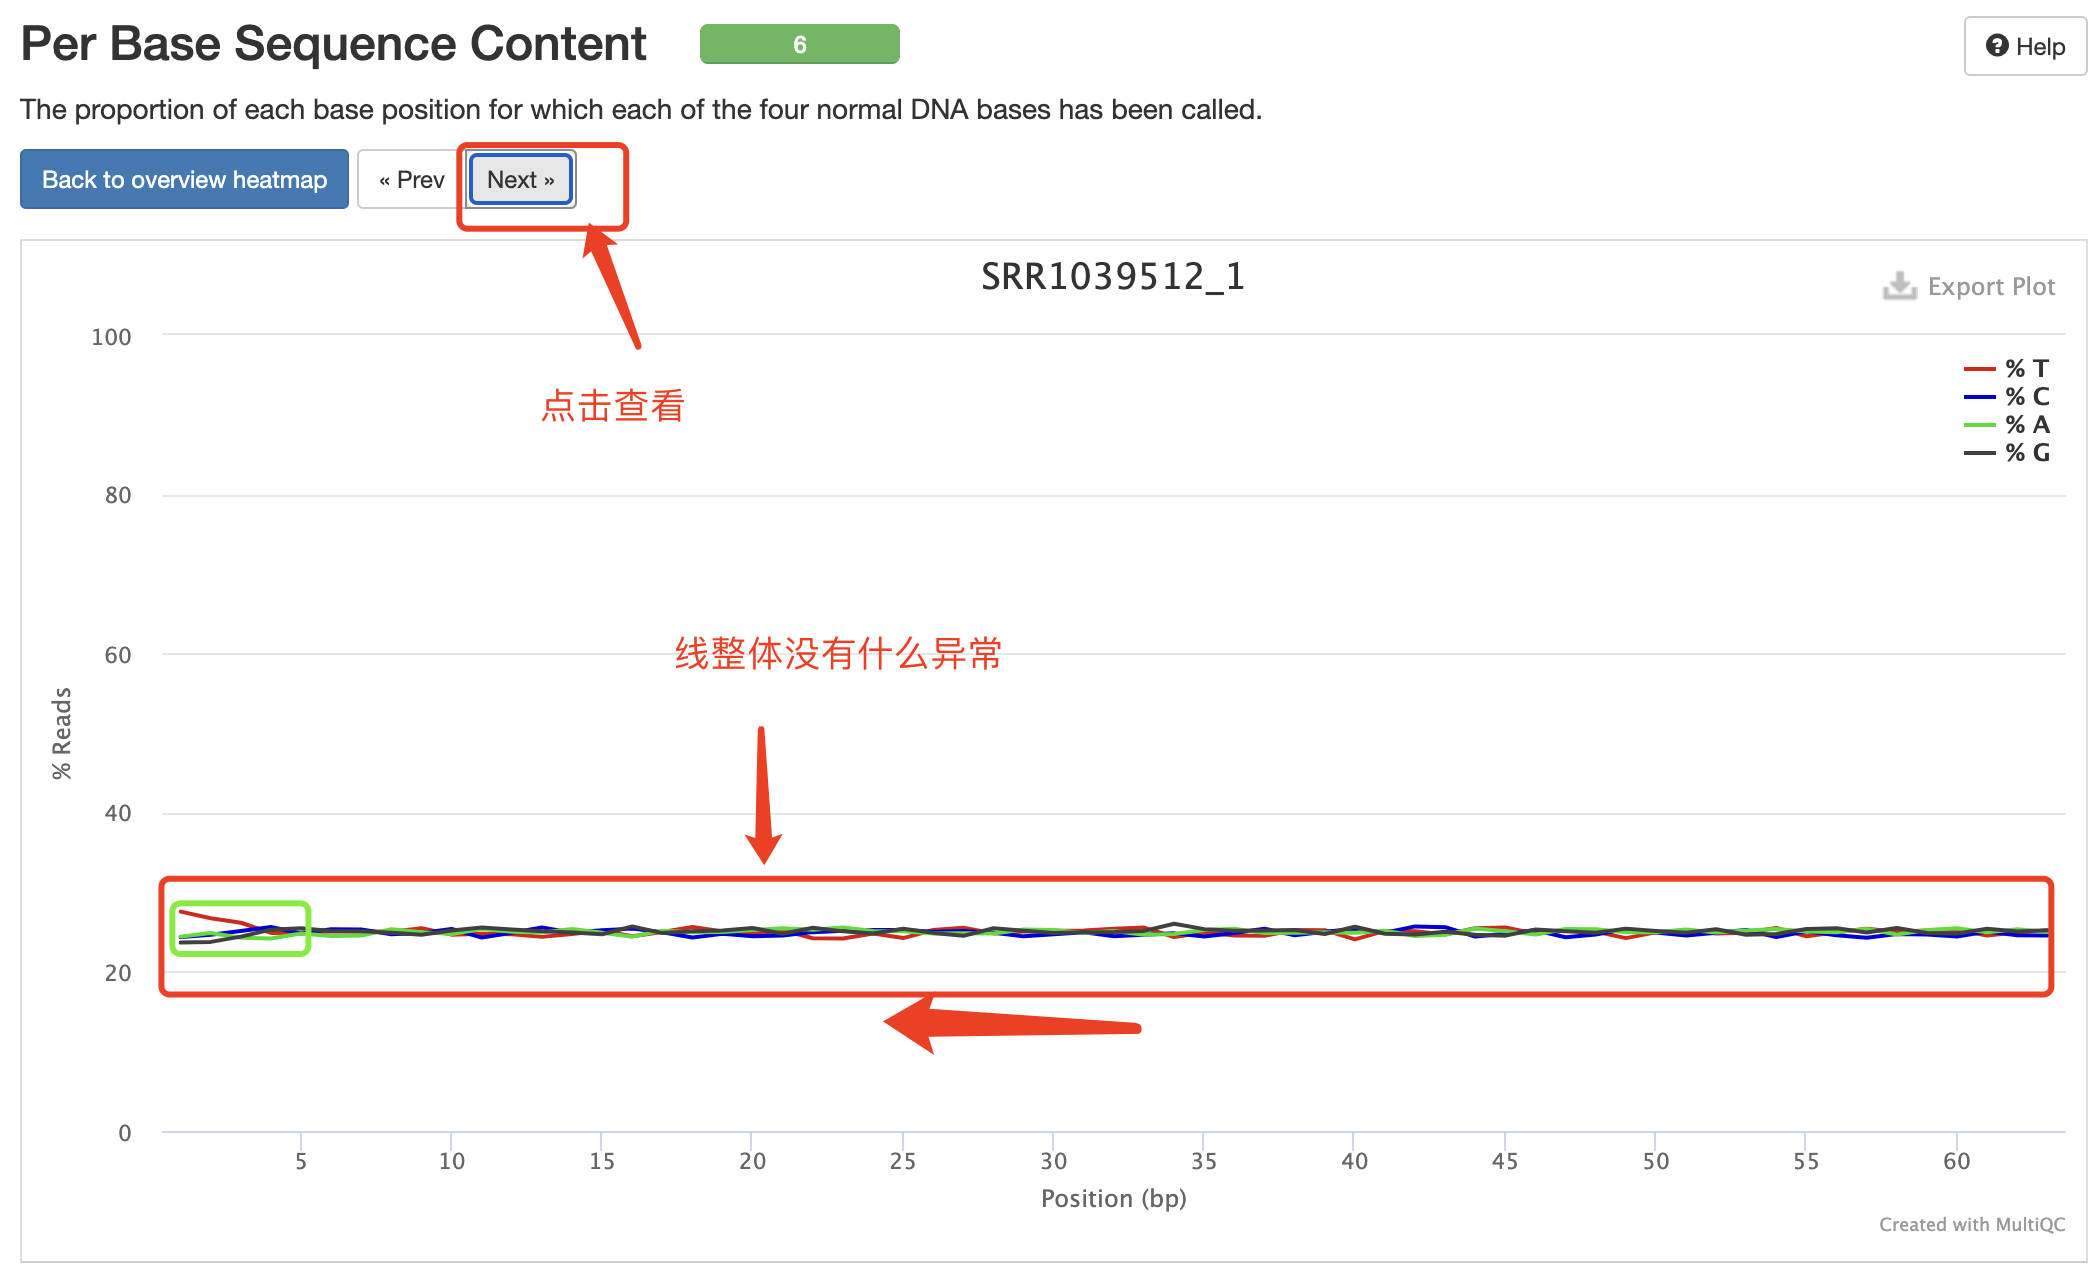 Per Base Sequence Content
6
Help
The proportion of each base position for which each of the four normal DNA bases has been called.
Back to overview heatmap
« Prev
Next »
SRR1039512_1
Export Plot
点击查看
% T
% C
% A
% G
线整体没有什么异常
% Reads
100
80
60
40
20
0
5 10 15 20 25 30 35 40 45 50 55 60
Position (bp)
Created with MultiQC